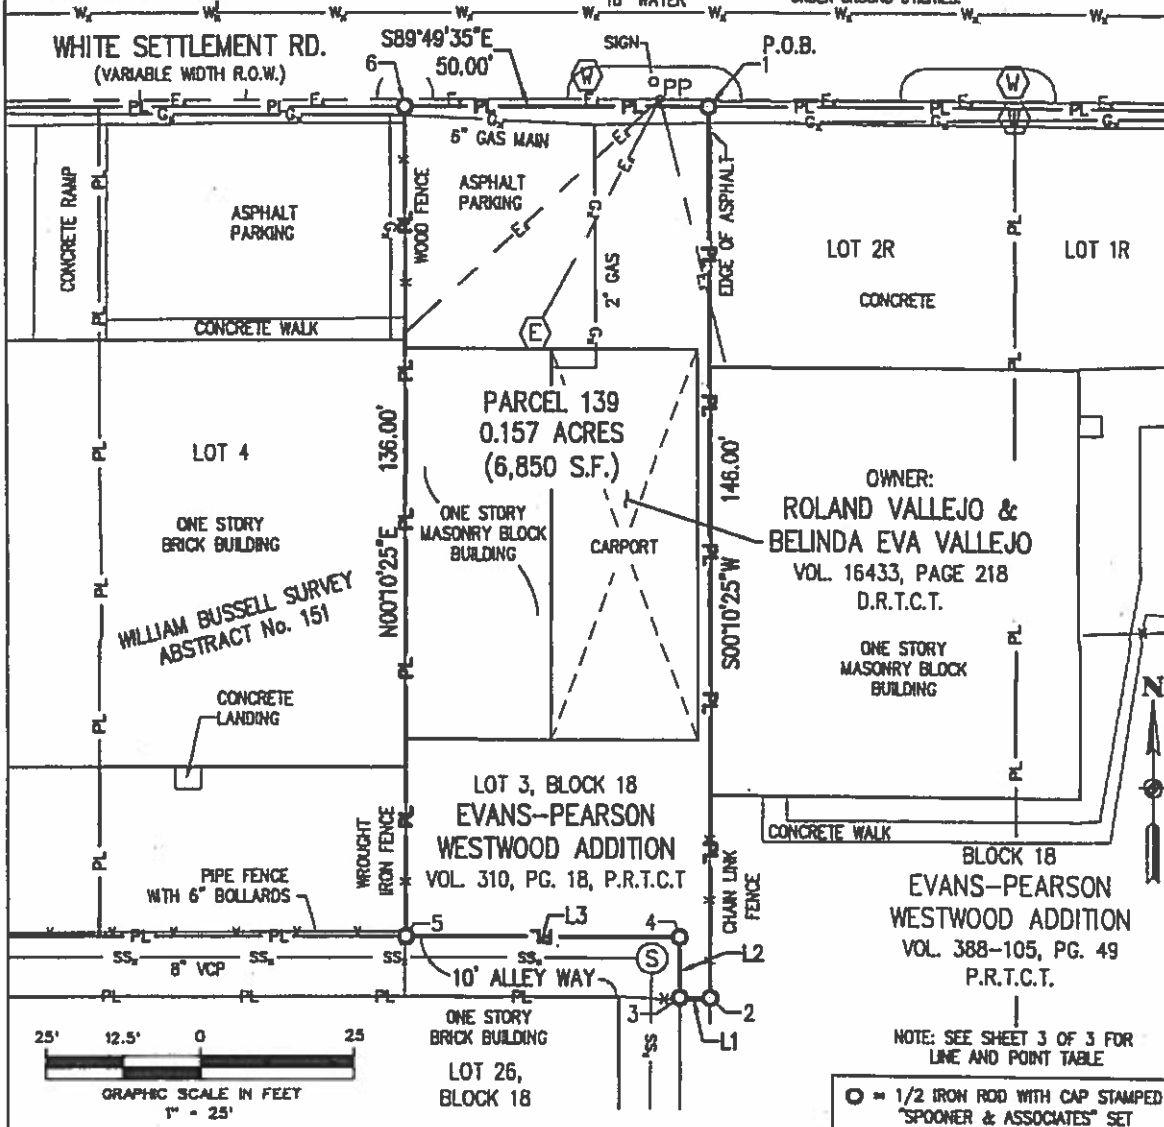 16" WATER
W W W W W W W W
WHITE SETTLEMENT RD.
(VARIABLE WIDTH R.O.W.)
S89°49'35"E
50.00'
SIGN
P.O.B.
6
1
W
PP
W
W
5" GAS MAIN
ASPHALT
PARKING
ASPHALT
PARKING
CONCRETE RAMP
WOOD FENCE
EDGE OF ASPHALT
2" GAS
E
LOT 2R
LOT 1R
CONCRETE
CONCRETE WALK
PARCEL 139
0.157 ACRES
(6,850 S.F.)
136.00'
N00°10'25"E
146.00'
S00°10'25"W
LOT 4
ONE STORY
BRICK BUILDING
ONE STORY
MASONRY BLOCK
BUILDING
CARPORT
OWNER:
ROLAND VALLEJO &
BELINDA EVA VALLEJO
VOL. 16433, PAGE 218
D.R.T.C.T.
ONE STORY
MASONRY BLOCK
BUILDING
WILLIAM BUSSELL SURVEY
ABSTRACT No. 151
CONCRETE
LANDING
N
LOT 3, BLOCK 18
EVANS-PEARSON
WESTWOOD ADDITION
VOL. 310, PG. 18, P.R.T.C.T
WROUGHT
IRON FENCE
CHAIN LINK
FENCE
CONCRETE WALK
BLOCK 18
EVANS-PEARSON
WESTWOOD ADDITION
VOL. 388-105, PG. 49
P.R.T.C.T.
PIPE FENCE
WITH 6" BOLLARDS
5
L3
4
L2
S
8" VCP
10' ALLEY WAY
3
2
L1
ONE STORY
BRICK BUILDING
LOT 26,
BLOCK 18
25' 12.5' 0 25
GRAPHIC SCALE IN FEET
1" = 25'
NOTE: SEE SHEET 3 OF 3 FOR
LINE AND POINT TABLE
= 1/2 IRON ROD WITH CAP STAMPED
"SPOONER & ASSOCIATES" SET